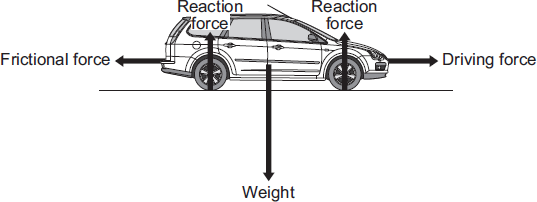 Reaction
force
Reaction
force
Frictional force
Driving force
Weight